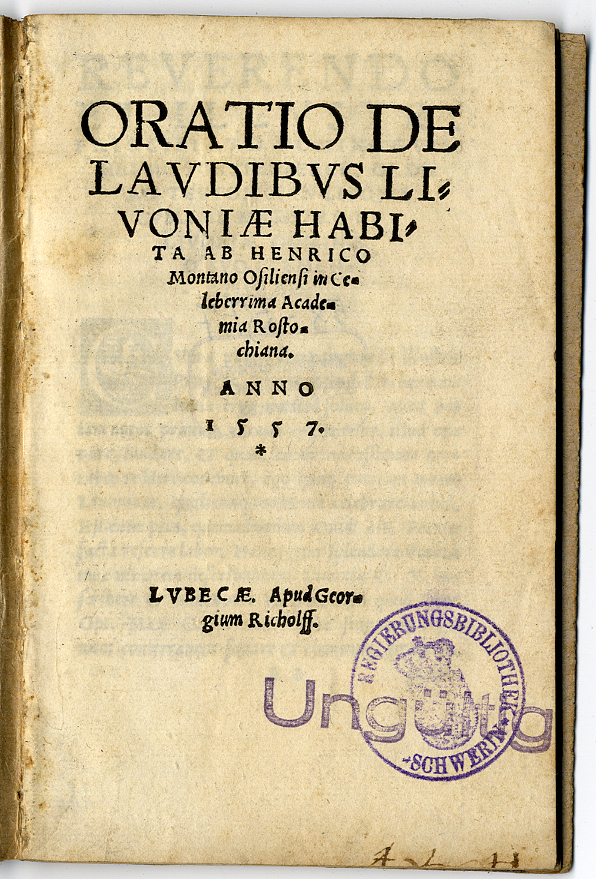 ORATIO DE
LAVDIBVS LI⸗
VONIÆ HABI⸗
TA AB HENRICO
Montano Oſilienſi in Ce⸗
leberrima Acade⸗
mia Roſto⸗
chiana.
ANNO
1557.
*
LVBECÆ. Apud Geor⸗
gium Richolff.
REGIERUNGSBIBLIOTHEK
*SCHWERIN*
Ungültig